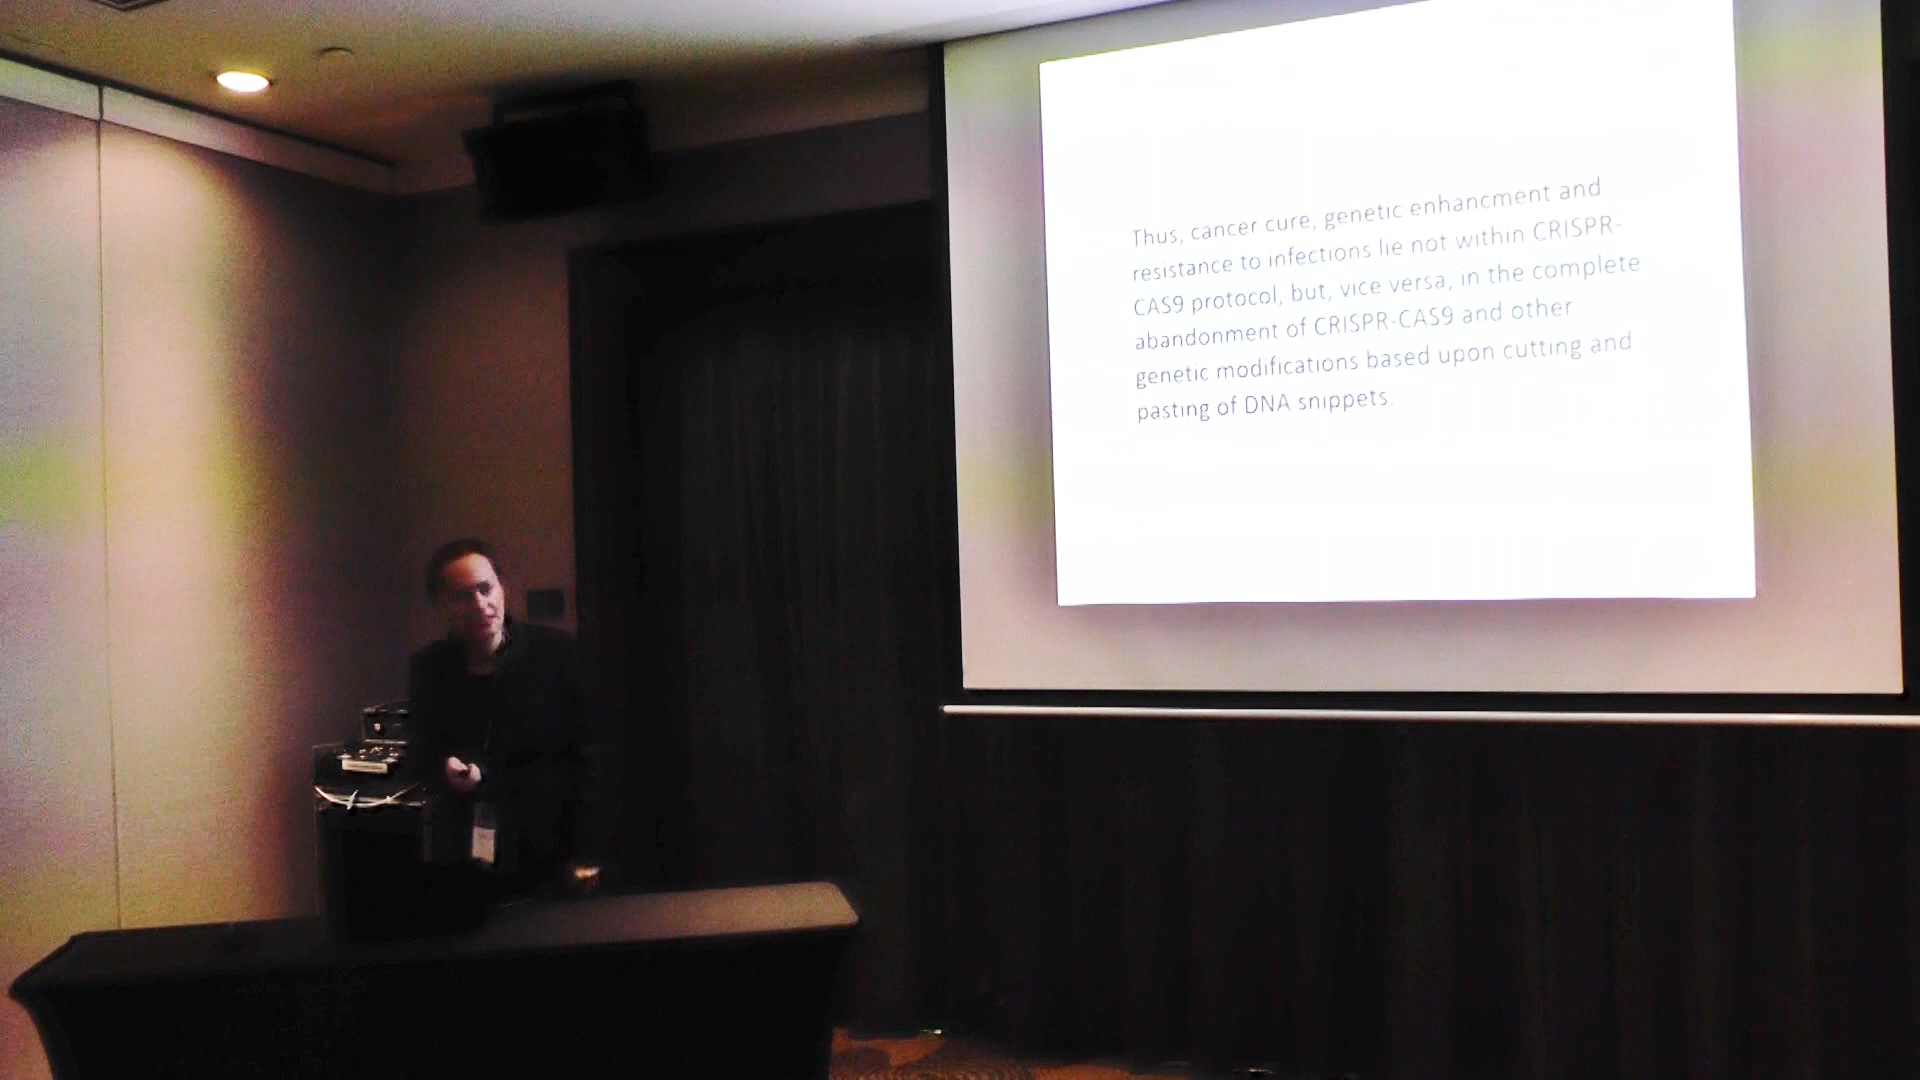 Thus, cancer cure, genetic enhancment and
resistance to infections lie not within CRISPR-
CAS9 protocol, but, vice versa, in the complete
abandonment of CRISPR-CAS9 and other
genetic modifications based upon cutting and
pasting of DNA snippets.